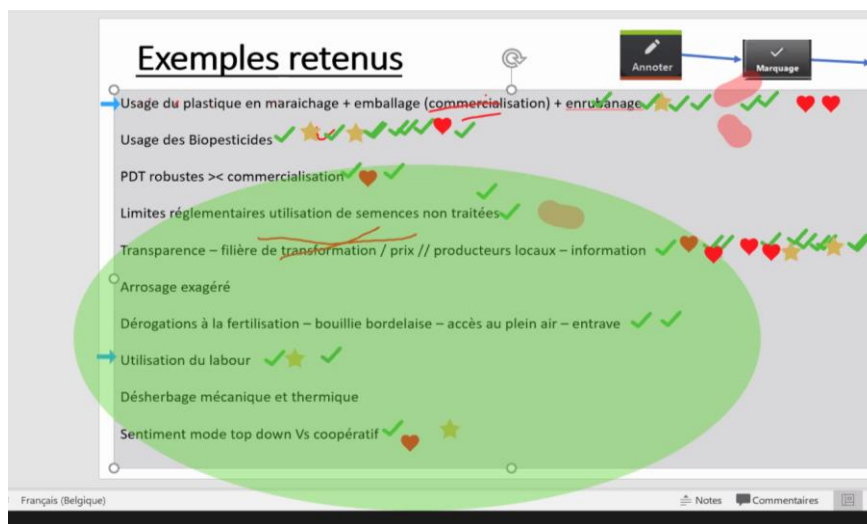 Exemples retenus
Annoter
Marquage
Usage du plastique en maraichage + emballage (commercialisation) + enrubanage
Usage des Biopesticides
PDT robustes >< commercialisation
Limites réglementaires utilisation de semences non traitées
Transparence – filière de transformation / prix // producteurs locaux – information
Arrosage exagéré
Dérogations à la fertilisation – bouillie bordelaise – accès au plein air – entrave
Utilisation du labour
Désherbage mécanique et thermique
Sentiment mode top down Vs coopératif
Français (Belgique)
Notes
Commentaires